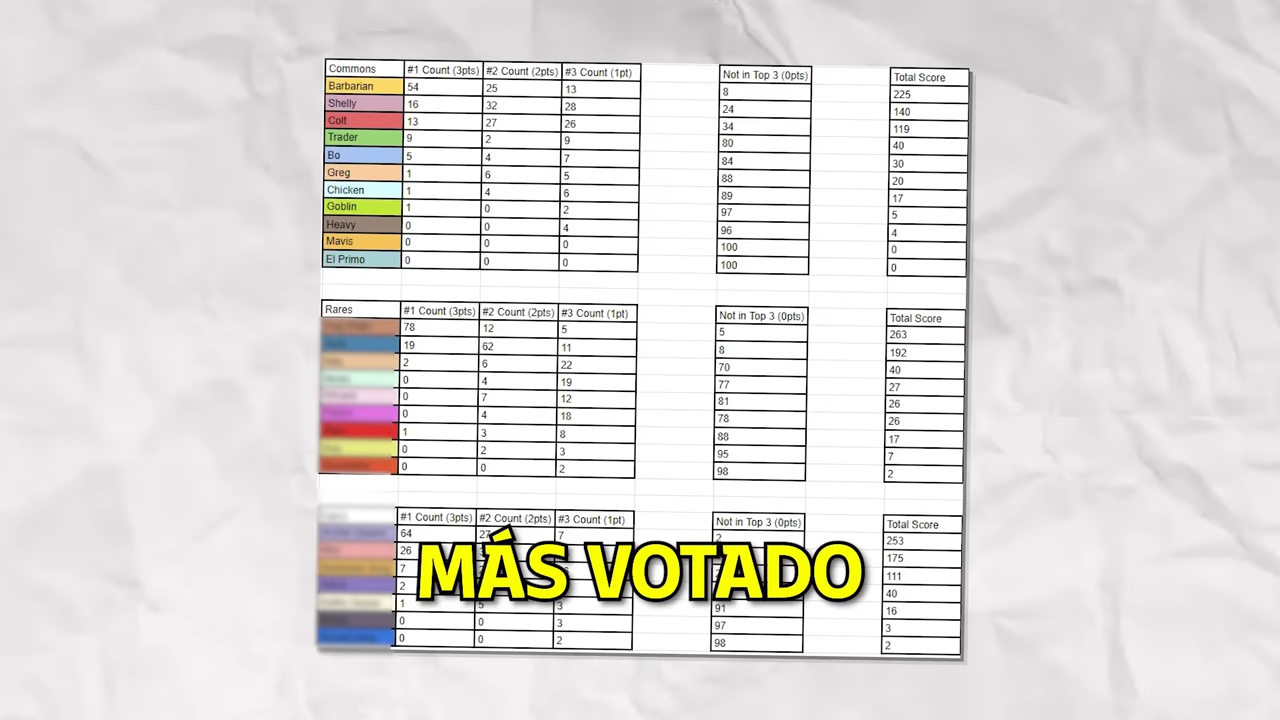 Commons #1 Count (3pts) #2 Count (2pts) #3 Count (1pt) Not in Top 3 (0pts) Total Score
Barbarian 54 25 13 8 225
Shelly 16 32 28 24 140
Colt 13 27 26 34 119
Trader 9 2 9 80 40
Bo 5 4 7 84 30
Greg 1 6 5 88 20
Chicken 1 4 6 89 17
Goblin 1 0 2 97 5
Heavy 0 0 4 96 4
Mavis 0 0 0 100 0
El Primo 0 0 0 100 0
Rares #1 Count (3pts) #2 Count (2pts) #3 Count (1pt) Not in Top 3 (0pts) Total Score
78 12 5 5 263
19 62 11 8 192
2 6 22 70 40
0 4 19 77 27
0 7 12 81 26
0 4 18 78 26
1 3 8 88 17
0 2 3 95 7
0 0 2 98 2
#1 Count (3pts) #2 Count (2pts) #3 Count (1pt) Not in Top 3 (0pts) Total Score
64 27 7 2 253
26 175
7 111
2 40
1 5 3 91 16
0 0 3 97 3
0 0 2 98 2
MÁS VOTADO